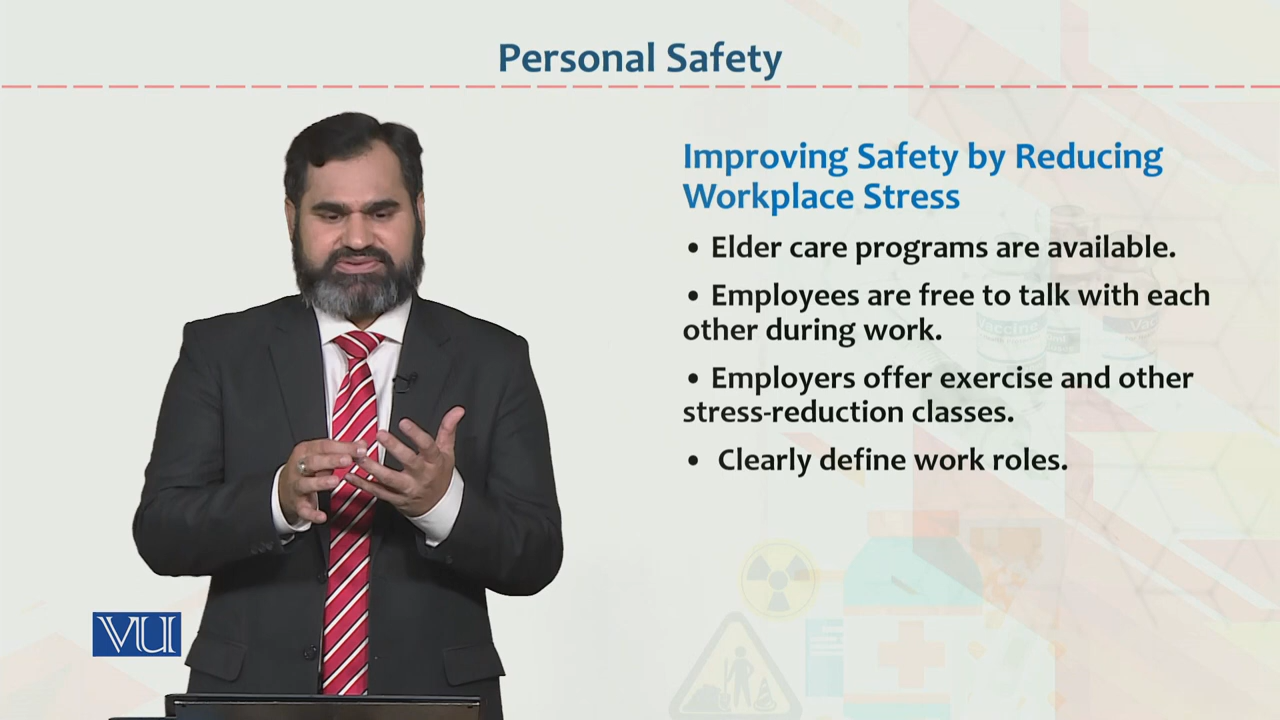 Personal Safety
Improving Safety by Reducing
Workplace Stress
• Elder care programs are available.
• Employees are free to talk with each
other during work.
• Employers offer exercise and other
stress-reduction classes.
• Clearly define work roles.
Vaccine
VU